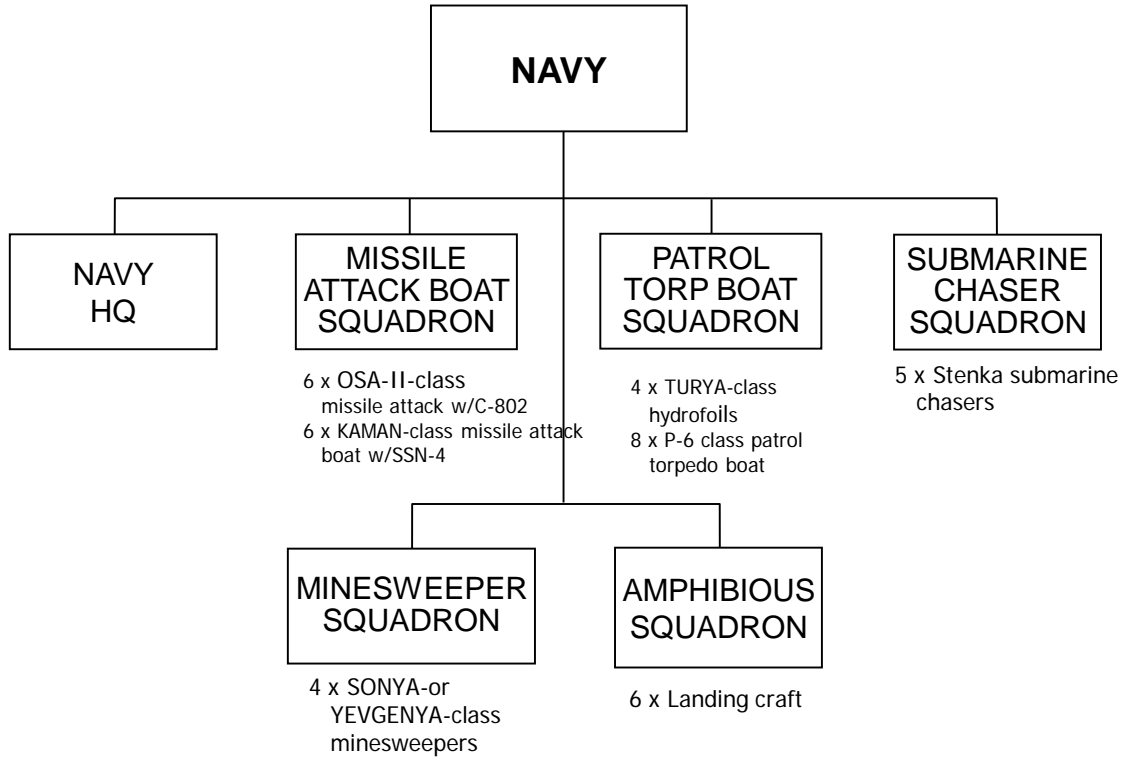 NAVY
NAVY
HQ
MISSILE
ATTACK BOAT
SQUADRON
6 x OSA-II-class
missile attack w/C-802
6 x KAMAN-class missile attack
boat w/SSN-4
PATROL
TORP BOAT
SQUADRON
4 x TURYA-class
hydrofoils
8 x P-6 class patrol
torpedo boat
SUBMARINE
CHASER
SQUADRON
5 x Stenka submarine
chasers
MINESWEEPER
SQUADRON
4 x SONYA-or
YEVGENYA-class
minesweepers
AMPHIBIOUS
SQUADRON
6 x Landing craft